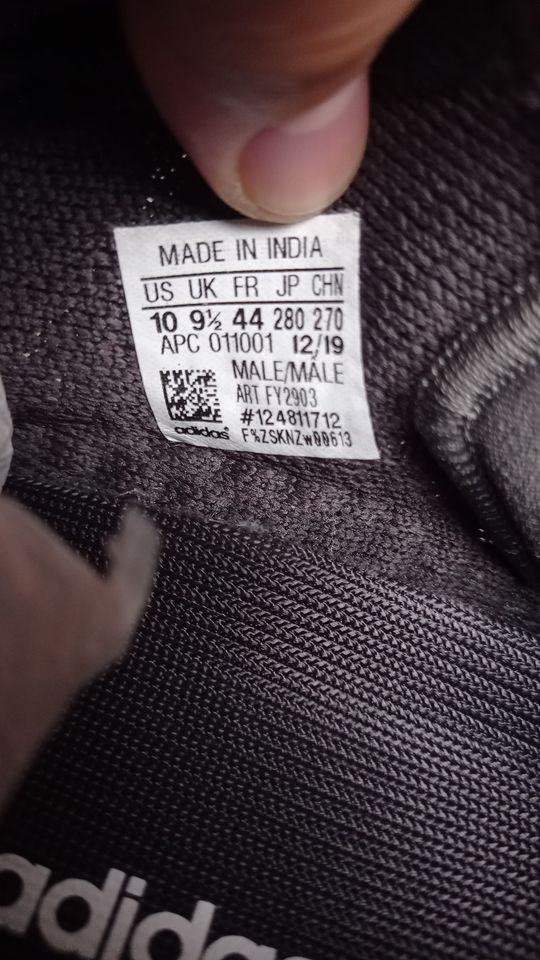 MADE IN INDIA
US UK FR JP CHN
10 9½ 44 280 270
APC 011001 12/19
MALE/MALE
ART FY2903
#124811712
adidas F%ZSKNZw00613
adidas